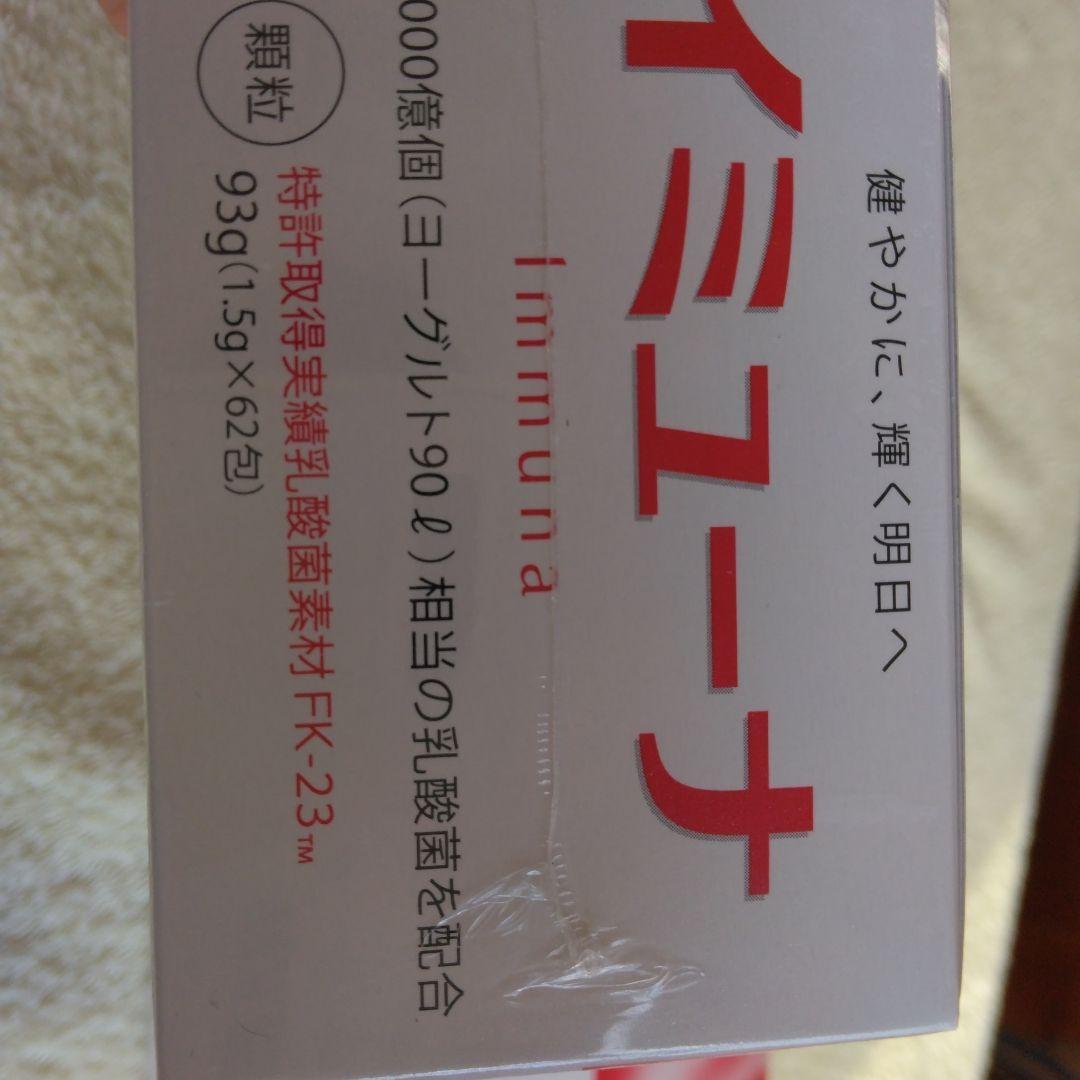 健やかに、輝く明日へ
イミューナ
Immuna
000億個(ヨーグルト90ℓ)相当の乳酸菌を配合
特許取得実績乳酸菌素材FK-23™
顆粒
93g(1.5g×62包)